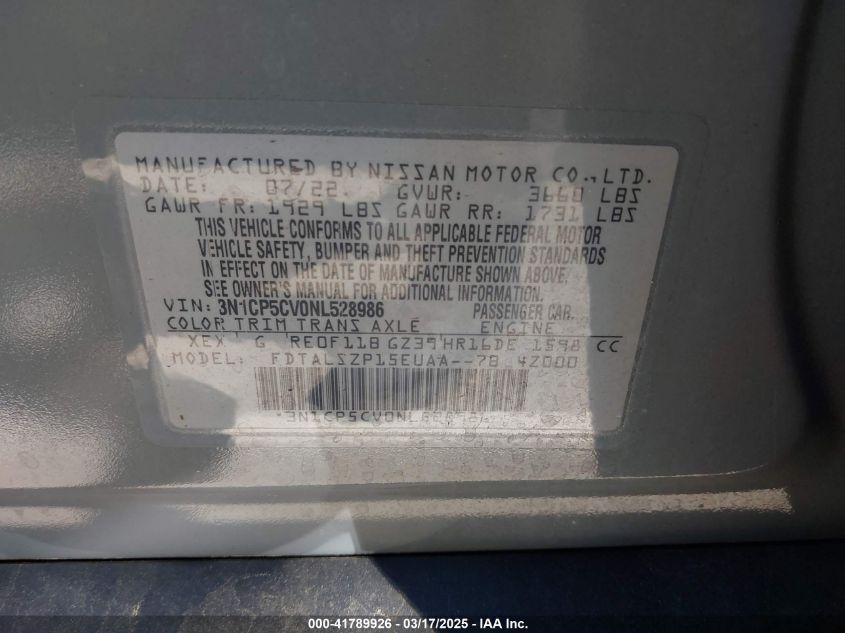 MANUFACTURED BY NISSAN MOTOR CO., LTD.
DATE: 07/22 GVWR: 3660 LBS
GAWR FR: 1929 LBS GAWR RR: 1731 LBS
THIS VEHICLE CONFORMS TO ALL APPLICABLE FEDERAL MOTOR
VEHICLE SAFETY, BUMPER AND THEFT PREVENTION STANDARDS
IN EFFECT ON THE DATE OF MANUFACTURE SHOWN ABOVE.
SEE OWNER'S MANUAL FOR ADDITIONAL INFORMATION.
VIN: 3N1CP5CV0NL528986 PASSENGER CAR
COLOR TRIM TRANS AXLE ENGINE
XEX G RE0F11B GZ39 HR16DE 1598 CC
FDTALSZP15EUAA--78 4Z000
41789926 - 03/17/2025 - IAA Inc.